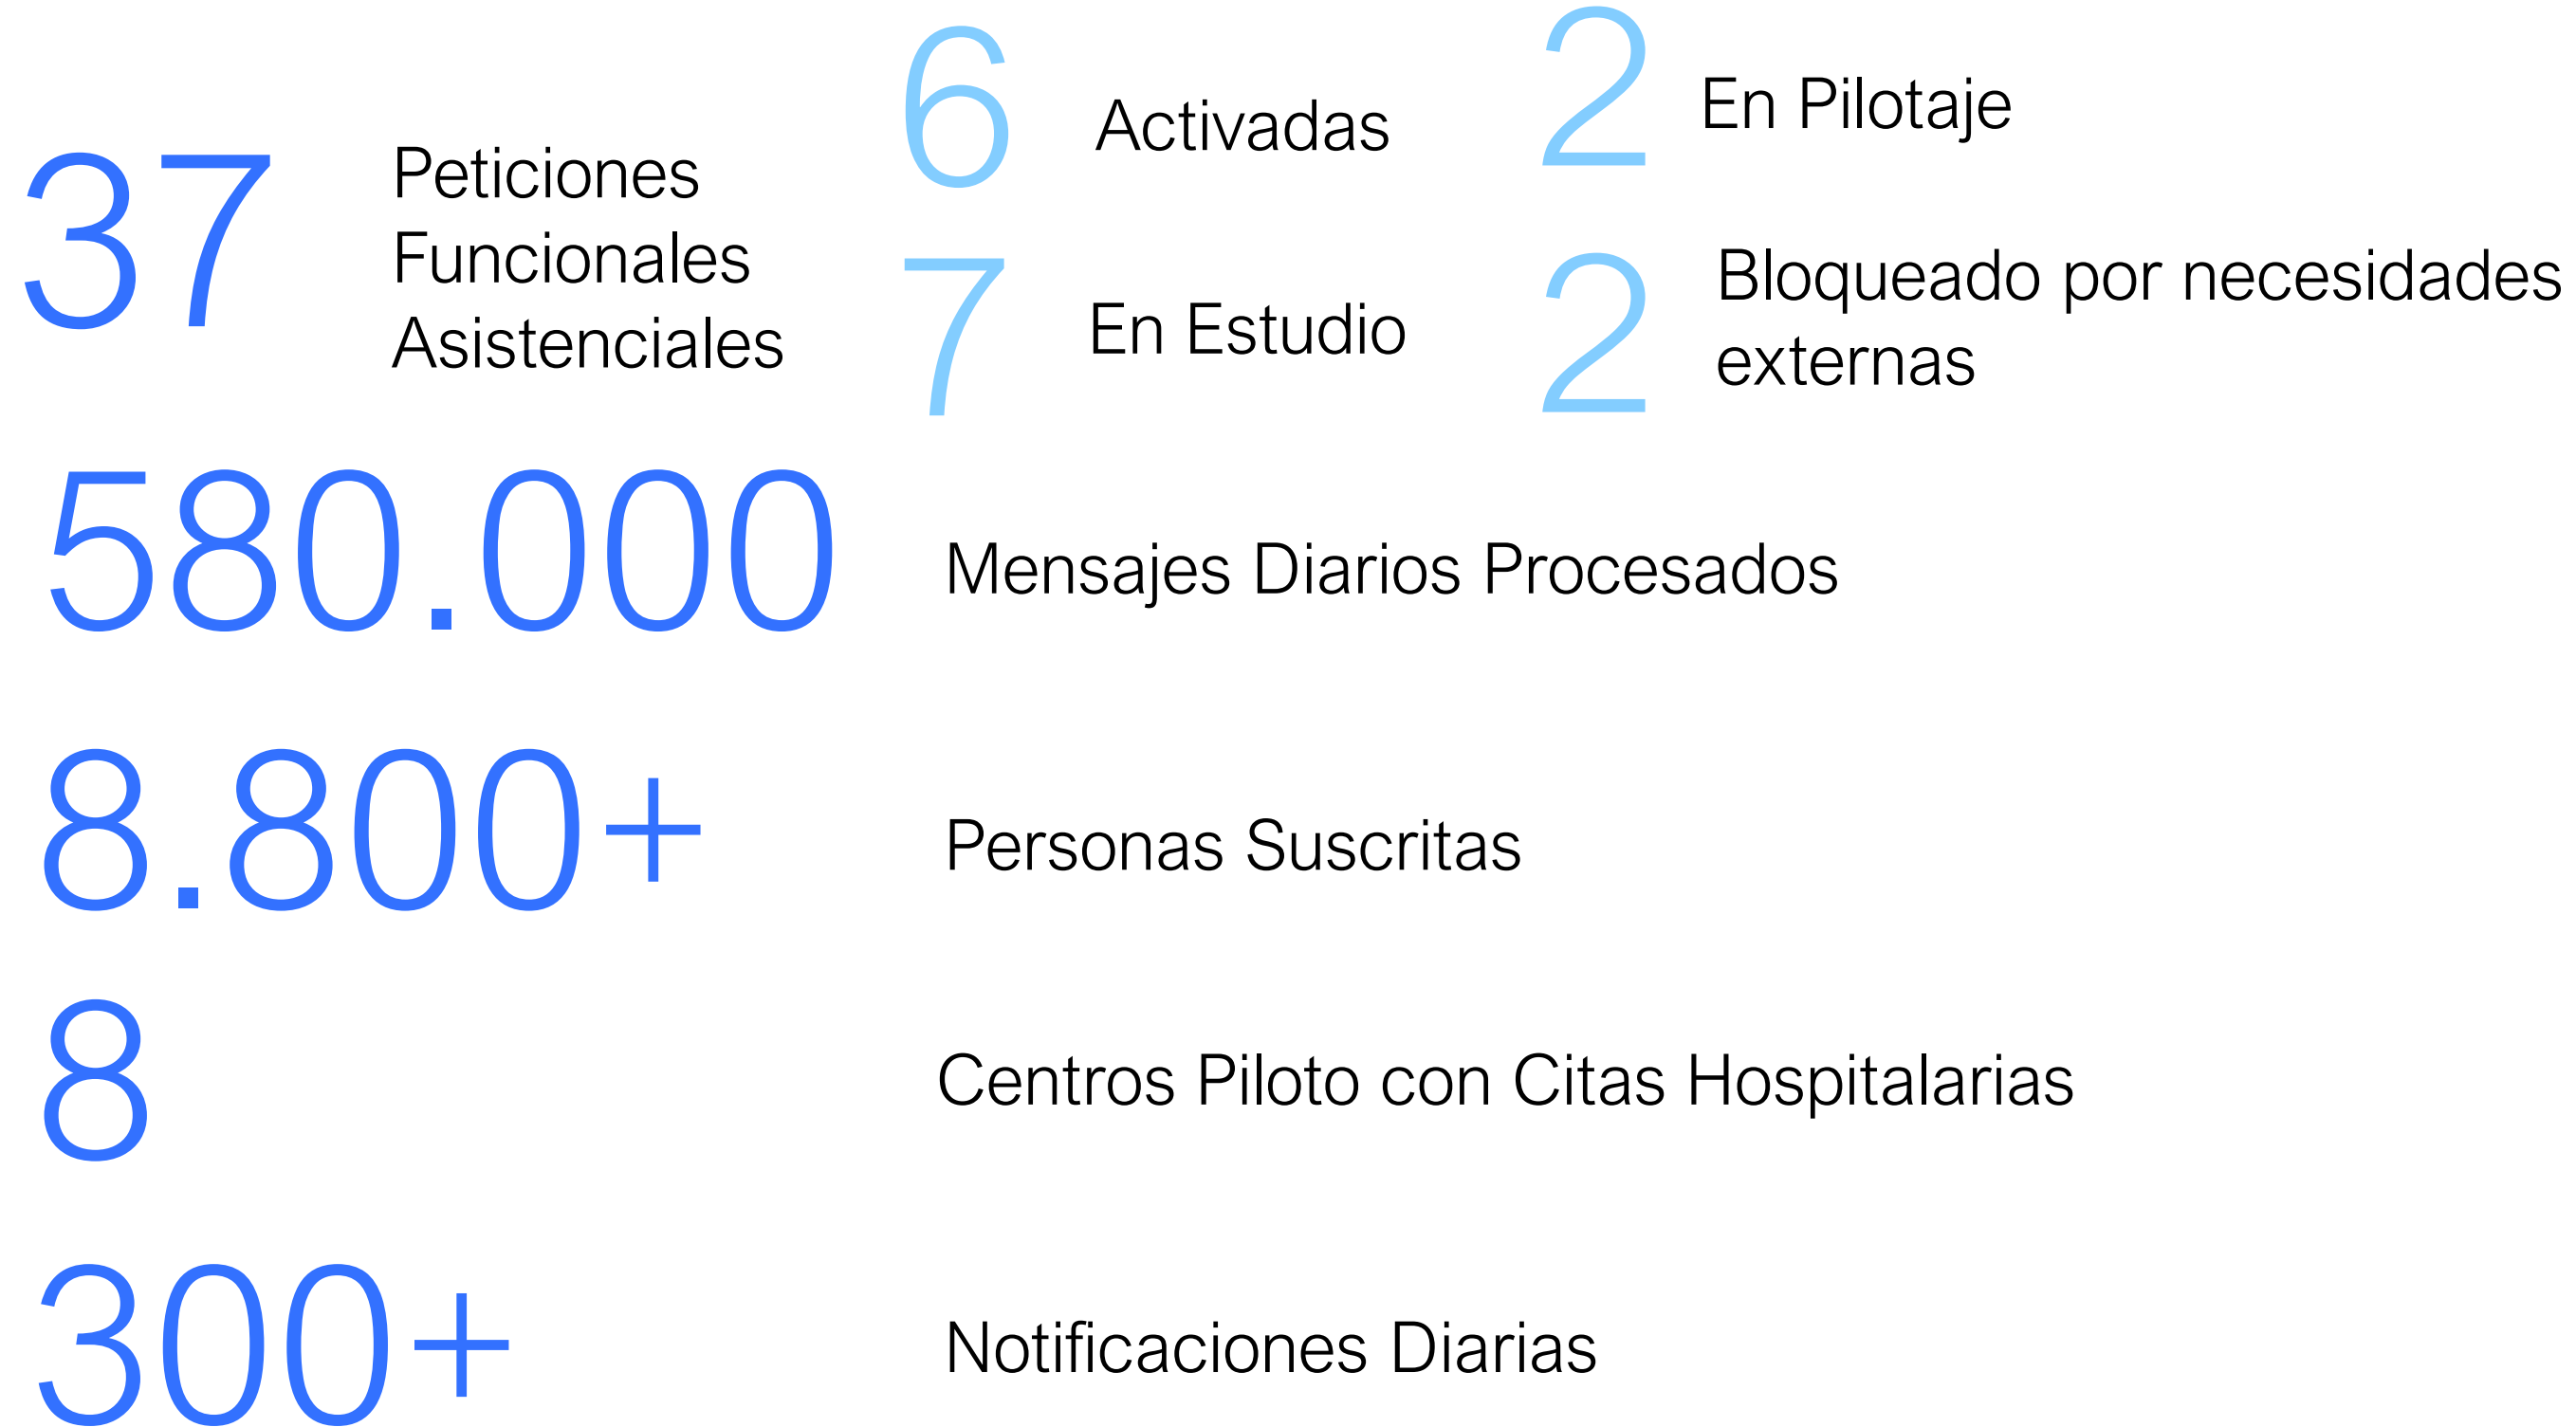 37
Peticiones
Funcionales
Asistenciales
6
Activadas
2
En Pilotaje
7
En Estudio
2
Bloqueado por necesidades
externas
580.000
Mensajes Diarios Procesados
8.800+
Personas Suscritas
8
Centros Piloto con Citas Hospitalarias
300+
Notificaciones Diarias